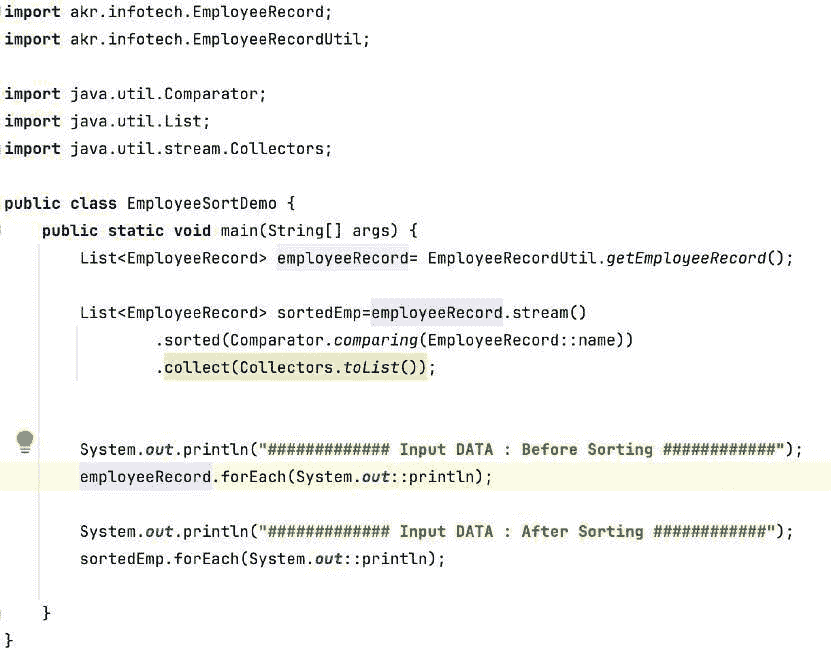 import akr.infotech.EmployeeRecord;
import akr.infotech.EmployeeRecordUtil;
import java.util.Comparator;
import java.util.List;
import java.util.stream.Collectors;
public class EmployeeSortDemo {
public static void main(String[] args) {
List<EmployeeRecord> employeeRecord= EmployeeRecordUtil.getEmployeeRecord();
List<EmployeeRecord> sortedEmp=employeeRecord.stream()
.sorted(Comparator.comparing(EmployeeRecord::name))
.collect(Collectors.toList());
System.out.println("############# Input DATA : Before Sorting ############");
employeeRecord.forEach(System.out::println);
System.out.println("############# Input DATA : After Sorting ############");
sortedEmp.forEach(System.out::println);
}
}